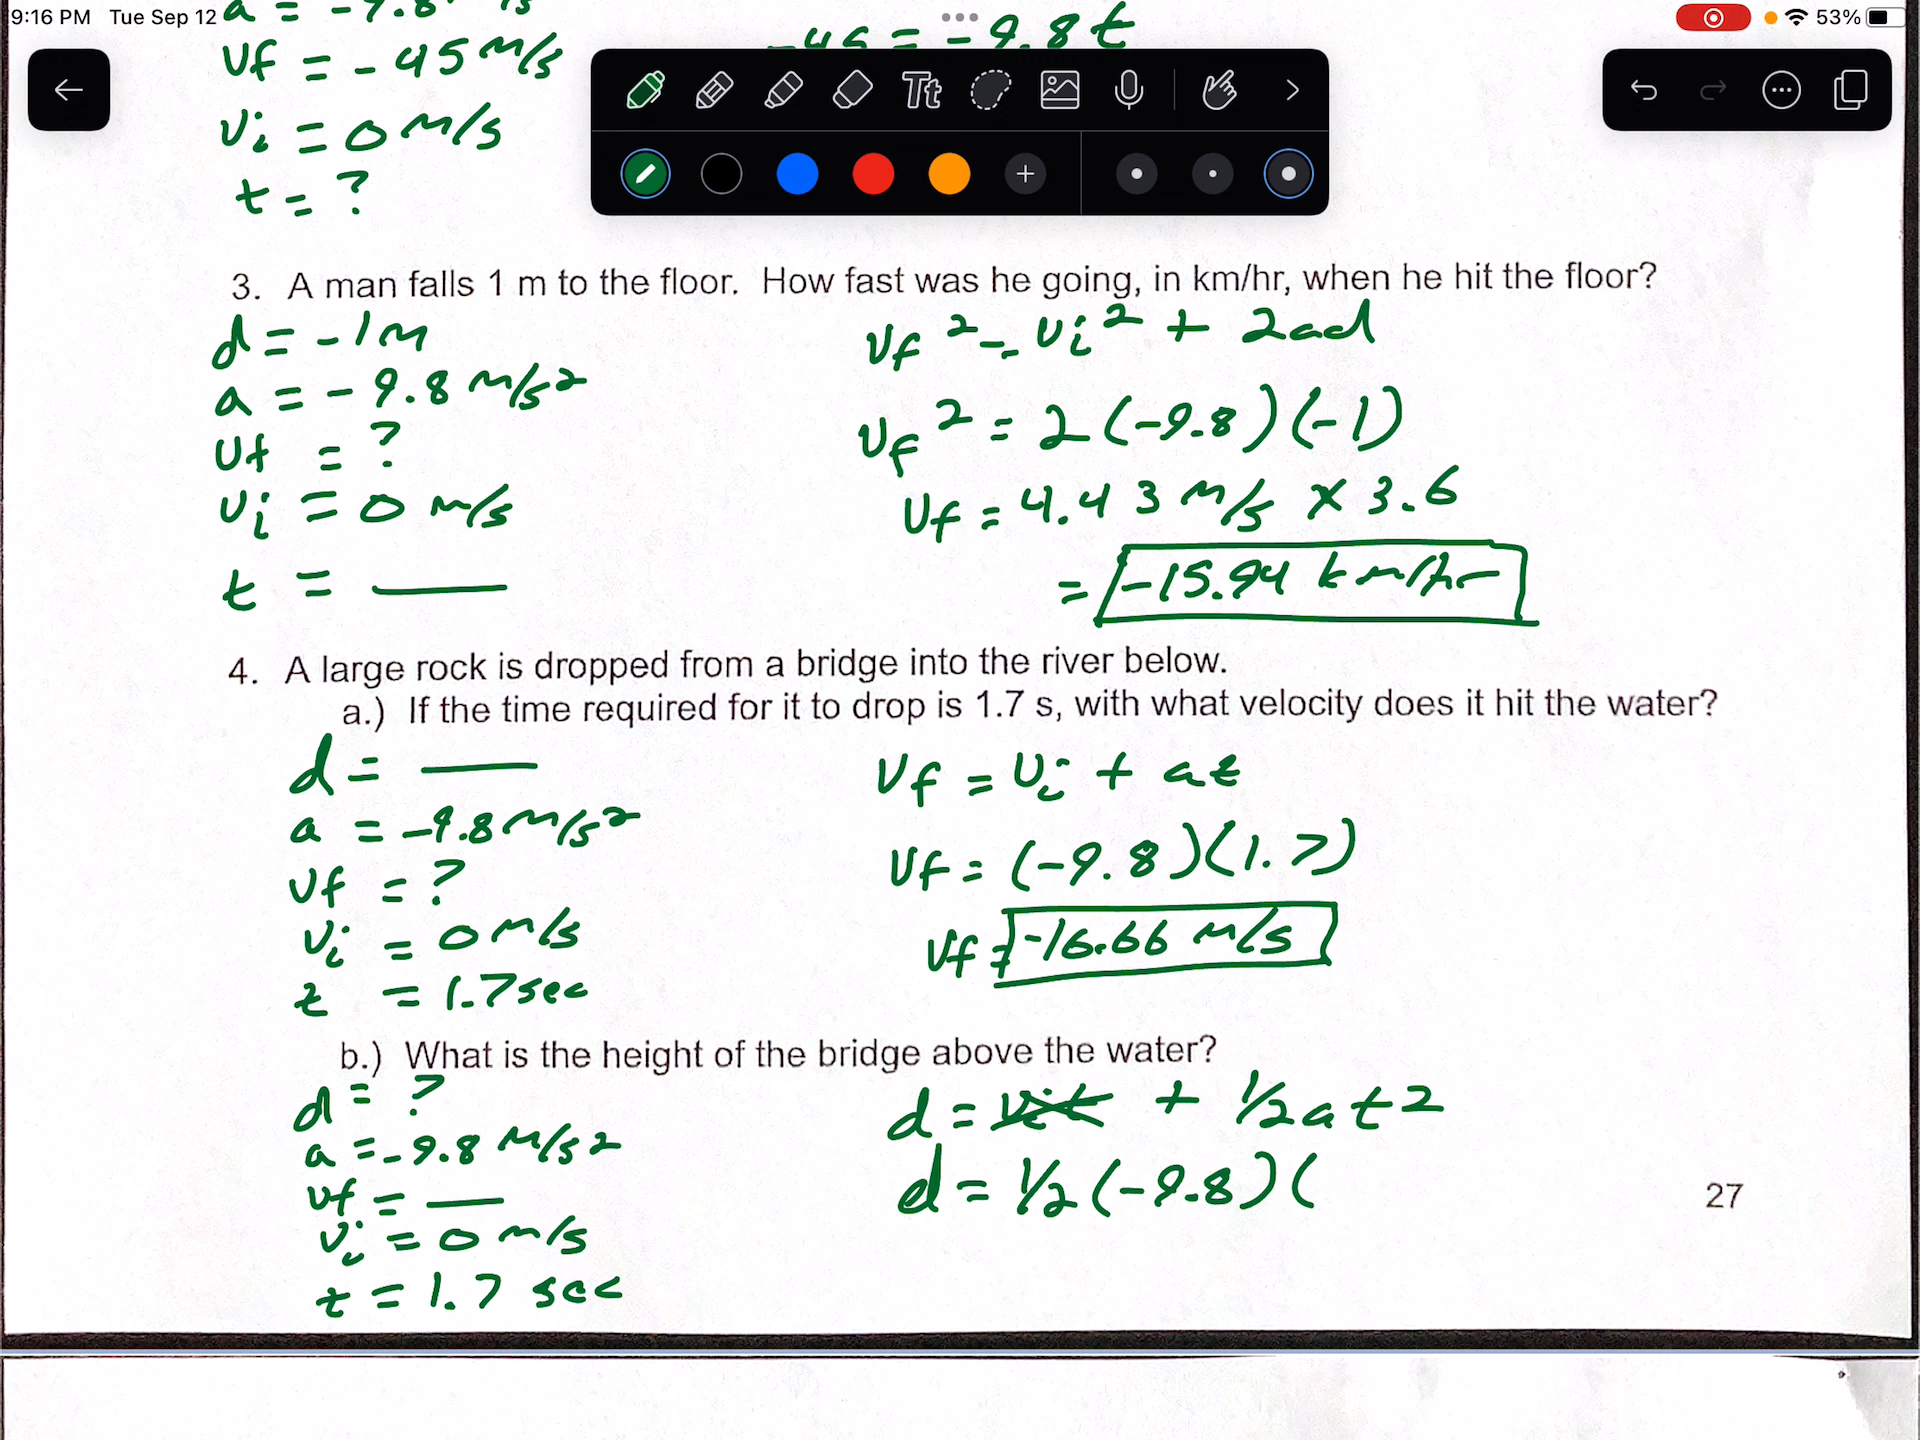 9:16 PM Tue Sep 12
53%
Vf = -45 m/s
-45 = -9.8 t
Vi = 0 m/s
t = ?
Tt
3. A man falls 1 m to the floor. How fast was he going, in km/hr, when he hit the floor?
d = -1m
a = -9.8 m/s²
Vf = ?
Vi = 0 m/s
t = —
Vf² = Vi² + 2ad
Vf² = 2(-9.8)(-1)
Vf = 4.43 m/s x 3.6
= -15.94 km/hr
4. A large rock is dropped from a bridge into the river below.
a.) If the time required for it to drop is 1.7 s, with what velocity does it hit the water?
d = —
a = -9.8 m/s²
Vf = ?
Vi = 0 m/s
t = 1.7 sec
Vf = Vi + at
Vf = (-9.8)(1.7)
Vf = -16.66 m/s
b.) What is the height of the bridge above the water?
d = ?
a = -9.8 m/s²
Vf = —
Vi = 0 m/s
t = 1.7 sec
d = Vit + 1/2 at²
d = 1/2 (-9.8)(
27